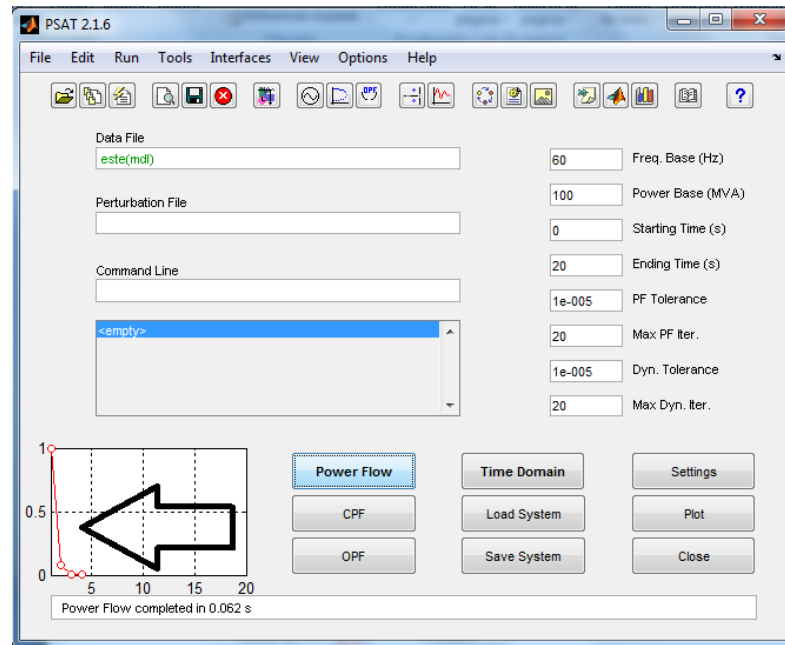 PSAT 2.1.6
File Edit Run Tools Interfaces View Options Help
OPF
?
Data File
este(mdl)
60 Freq. Base (Hz)
100 Power Base (MVA)
Perturbation File
0 Starting Time (s)
20 Ending Time (s)
Command Line
1e-005 PF Tolerance
<empty>
20 Max PF Iter.
1e-005 Dyn. Tolerance
20 Max Dyn. Iter.
1
0.5
0
5 10 15 20
Power Flow Time Domain Settings
CPF Load System Plot
OPF Save System Close
Power Flow completed in 0.062 s